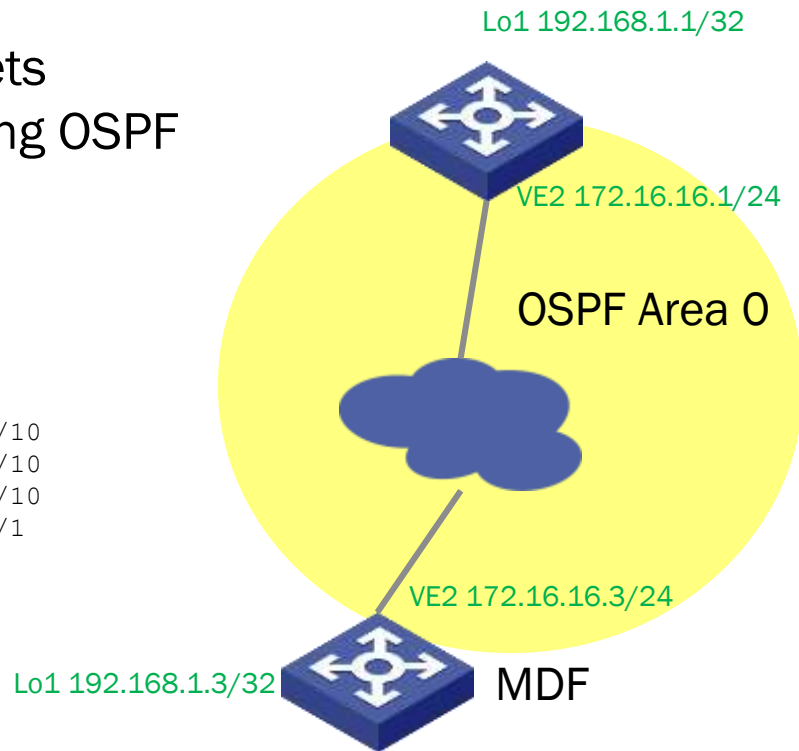 Lo1 192.168.1.1/32
ets
ng OSPF
VE2 172.16.16.1/24
OSPF Area 0
/10
/10
/10
/1
VE2 172.16.16.3/24
Lo1 192.168.1.3/32
MDF